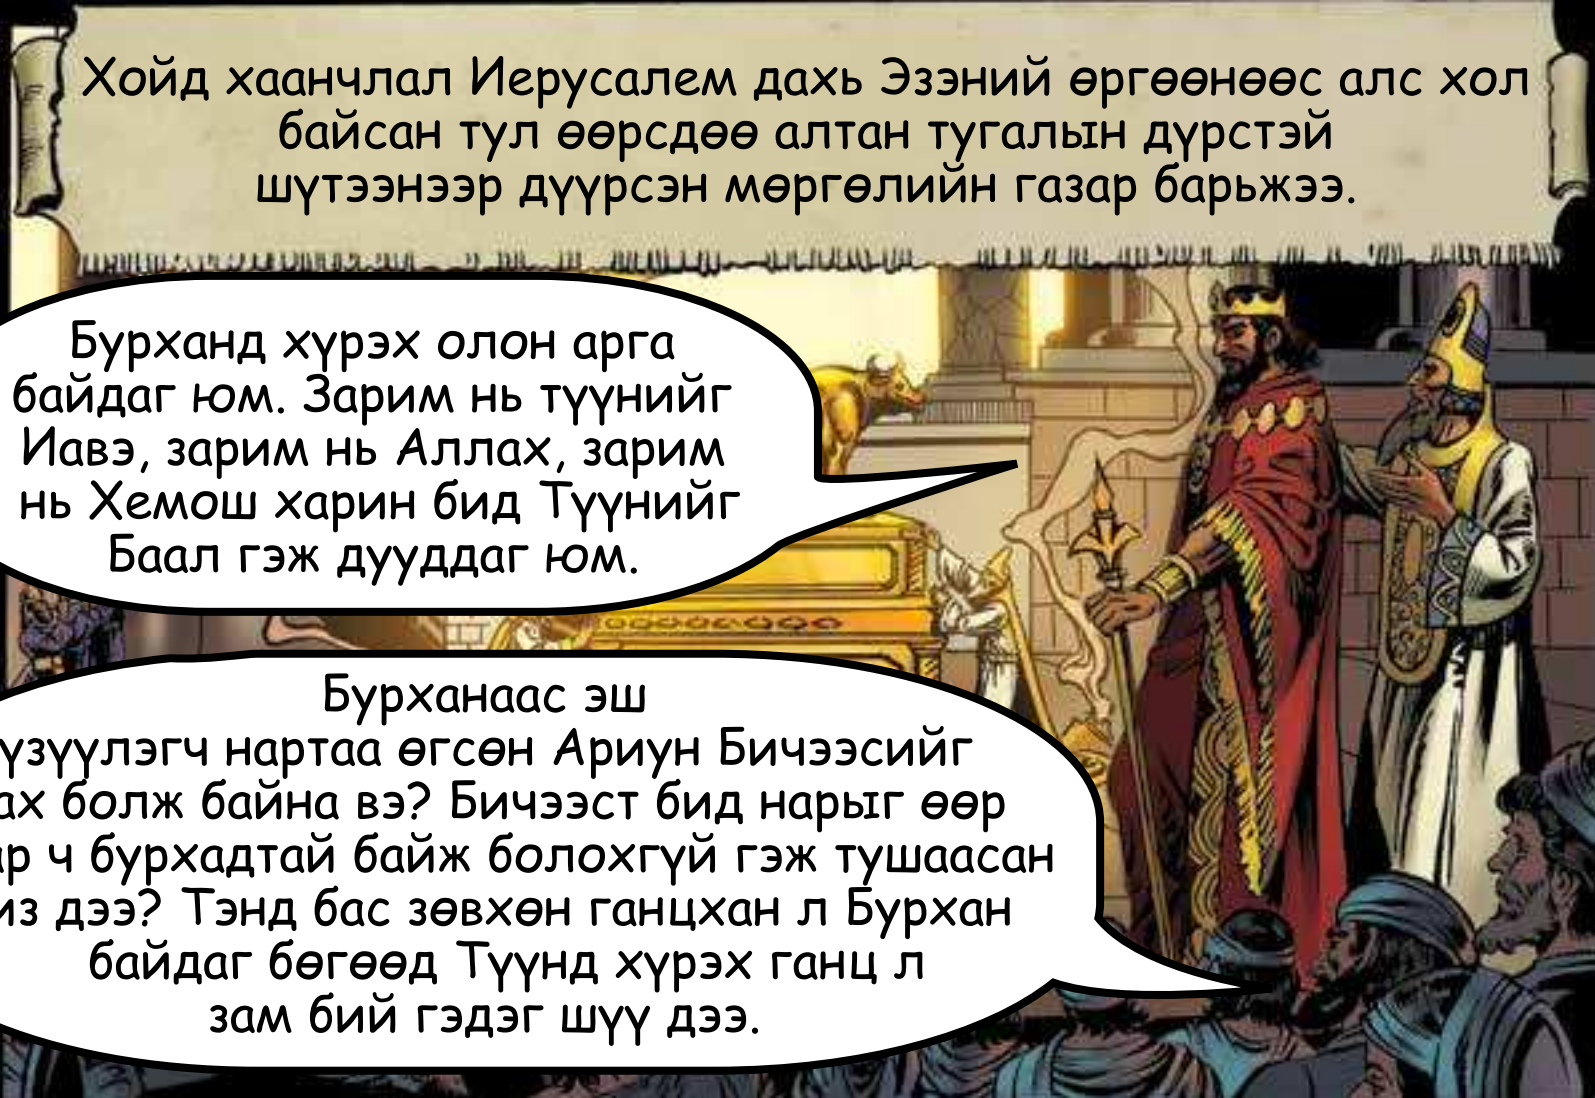 Хойд хаанчлал Иерусалем дахь Эзэний өргөөнөөс алс хол
байсан тул өөрсдөө алтан тугалын дүрстэй
шүтээнээр дүүрсэн мөргөлийн газар барьжээ.
Бурханд хүрэх олон арга
байдаг юм. Зарим нь түүнийг
Иавэ, зарим нь Аллах, зарим
нь Хемош харин бид Түүнийг
Баал гэж дууддаг юм.
Бурханаас эш
нартаа өгсөн Ариун Бичээсийг
болж байна вэ? Бичээст бид нарыг өөр
ч бурхадтай байж болохгүй гэж тушаасан
дээ? Тэнд бас зөвхөн ганцхан л Бурхан
байдаг бөгөөд Түүнд хүрэх ганц л
зам бий гэдэг шүү дээ.